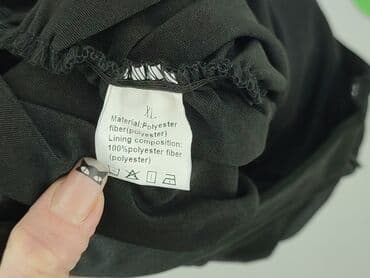 XL
Material:Polyester
fiber(polyester)
Lining composition:
100%polyester fiber
(polyester)